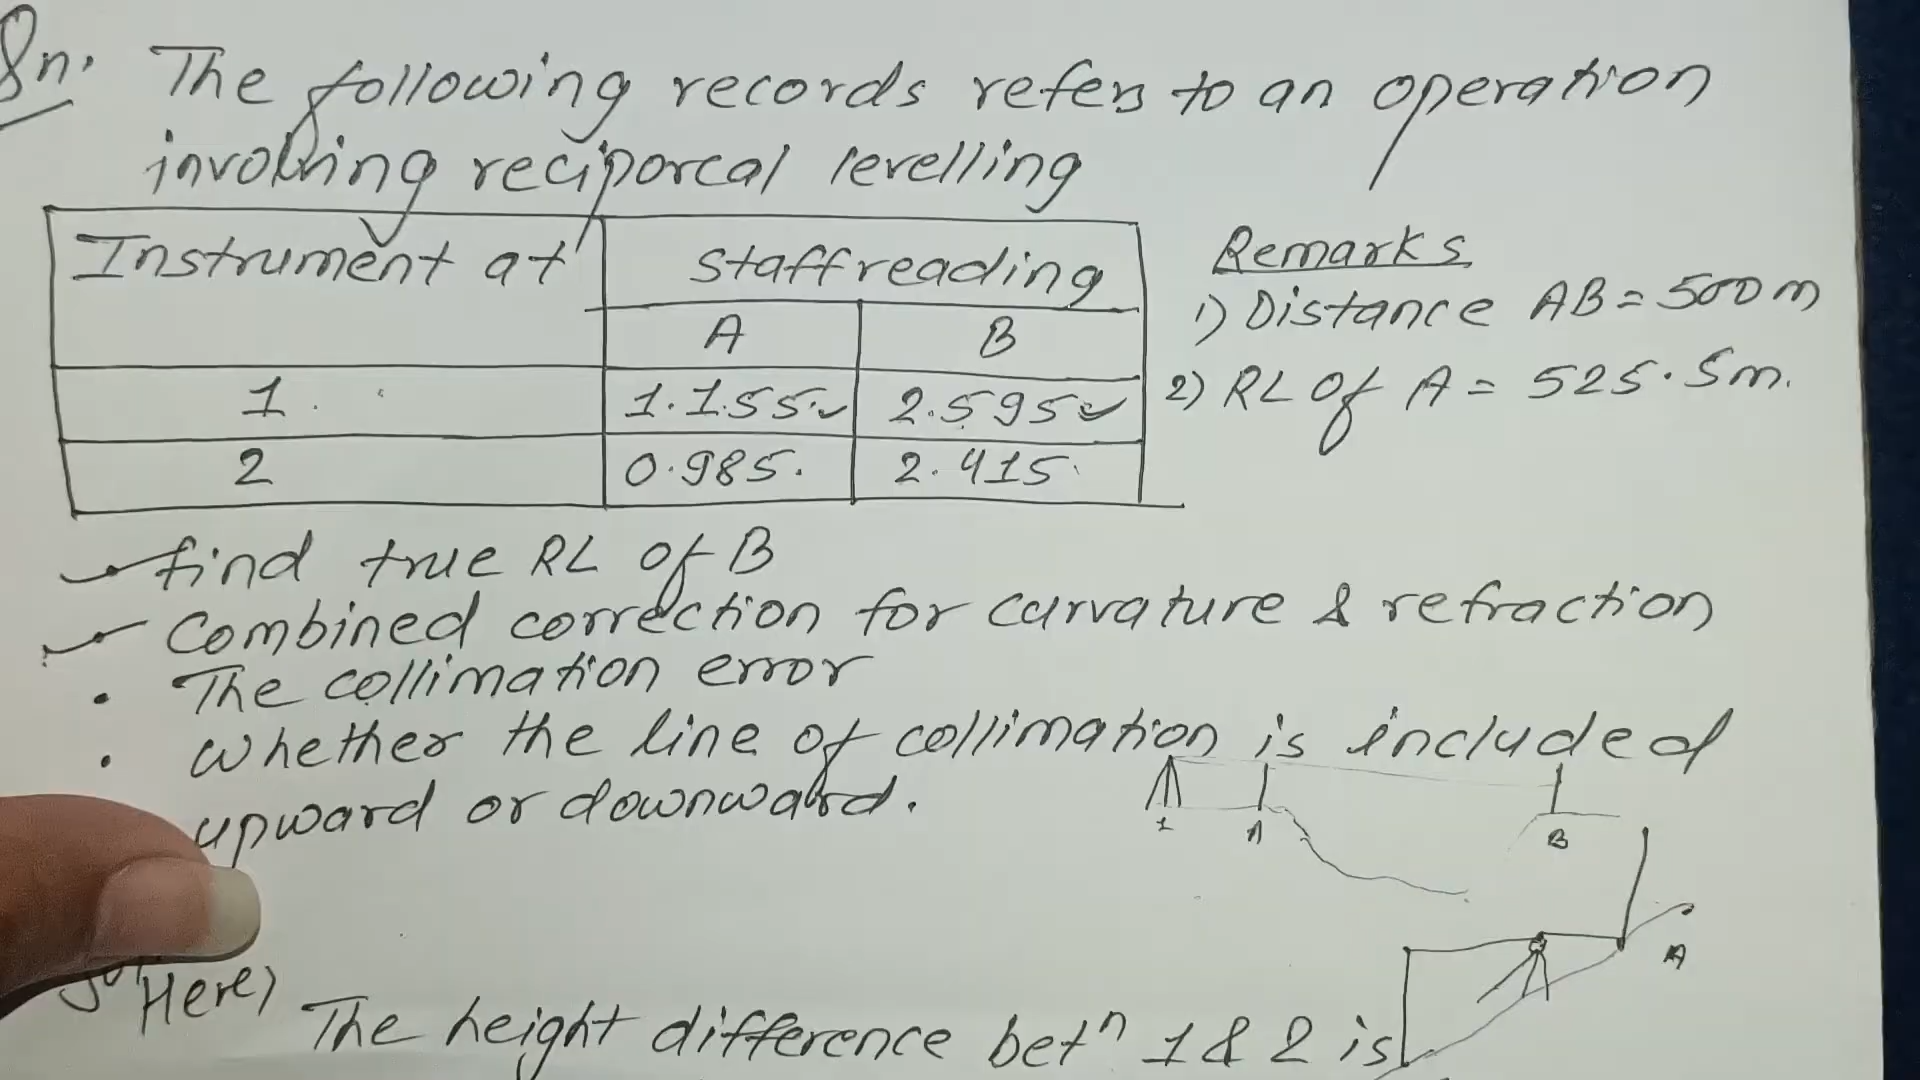 Qn. The following records refers to an operation
involving reciporcal levelling
Instrument at staff reading
A B
1. 1.155 2.595
2 0.985. 2.415
Remarks
1) Distance AB = 500m
2) RL of A = 525.5m.
find true RL of B
Combined correction for curvature & refraction
• The collimation error
• Whether the line of collimation is included
upward or downward.
1 A B
A
Here)
The height difference betn 1 & 2 is